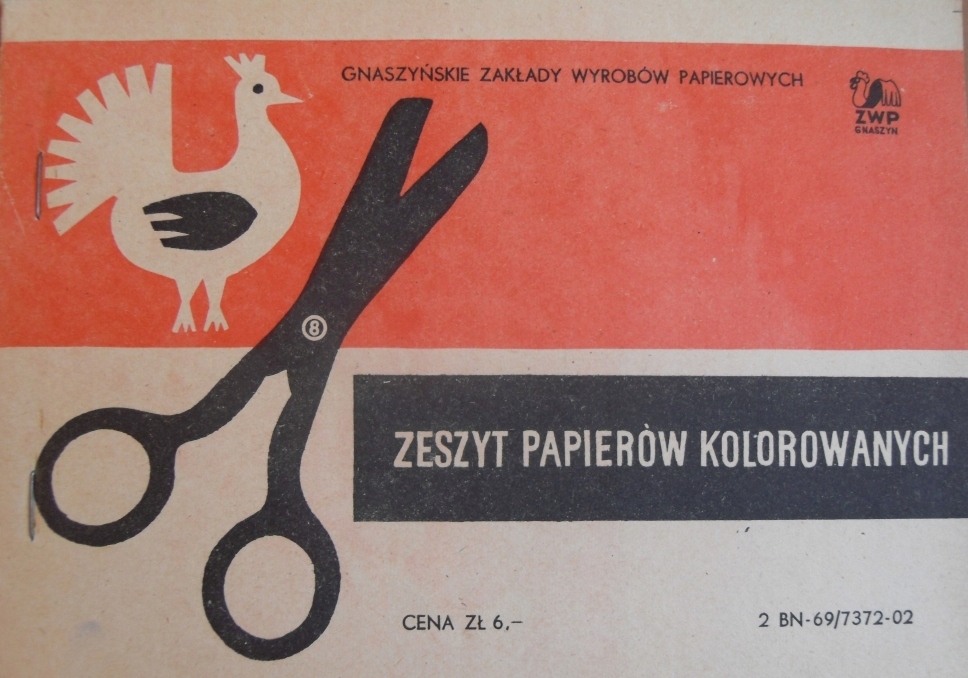 GNASZYŃSKIE ZAKŁADY WYROBÓW PAPIEROWYCH
ZWP
GNASZYN
8
ZESZYT PAPIERÓW KOLOROWANYCH
CENA ZŁ 6,–
2 BN-69/7372-02